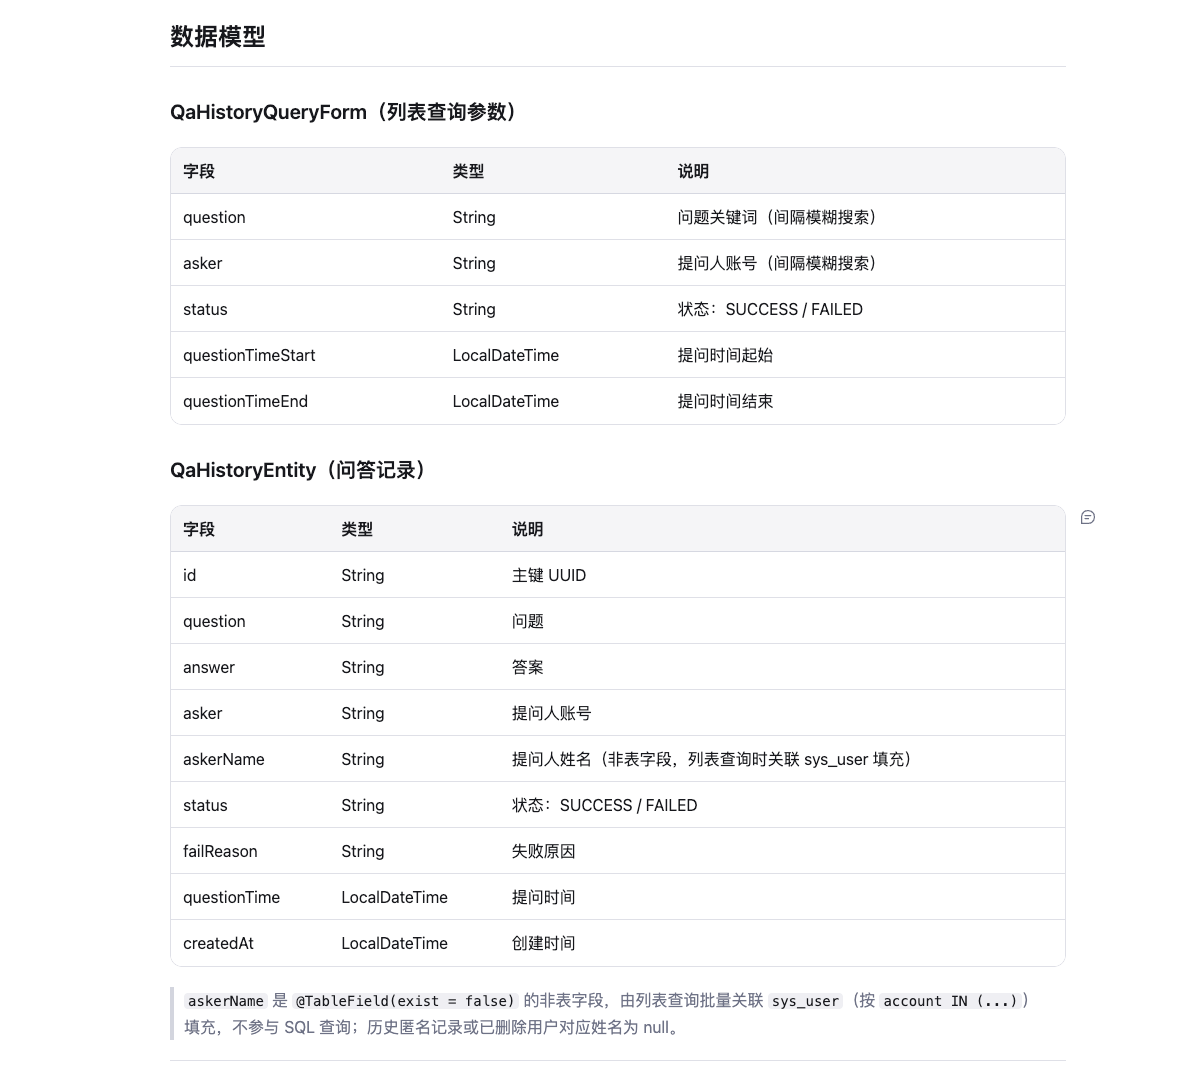 数据模型
QaHistoryQueryForm（列表查询参数）
字段 类型 说明
question String 问题关键词（间隔模糊搜索）
asker String 提问人账号（间隔模糊搜索）
status String 状态：SUCCESS / FAILED
questionTimeStart LocalDateTime 提问时间起始
questionTimeEnd LocalDateTime 提问时间结束
QaHistoryEntity（问答记录）
字段 类型 说明
id String 主键 UUID
question String 问题
answer String 答案
asker String 提问人账号
askerName String 提问人姓名（非表字段，列表查询时关联 sys_user 填充）
status String 状态：SUCCESS / FAILED
failReason String 失败原因
questionTime LocalDateTime 提问时间
createdAt LocalDateTime 创建时间
askerName 是 @TableField(exist = false) 的非表字段，由列表查询批量关联 sys_user （按 account IN (...) ）
填充，不参与 SQL 查询；历史匿名记录或已删除用户对应姓名为 null。